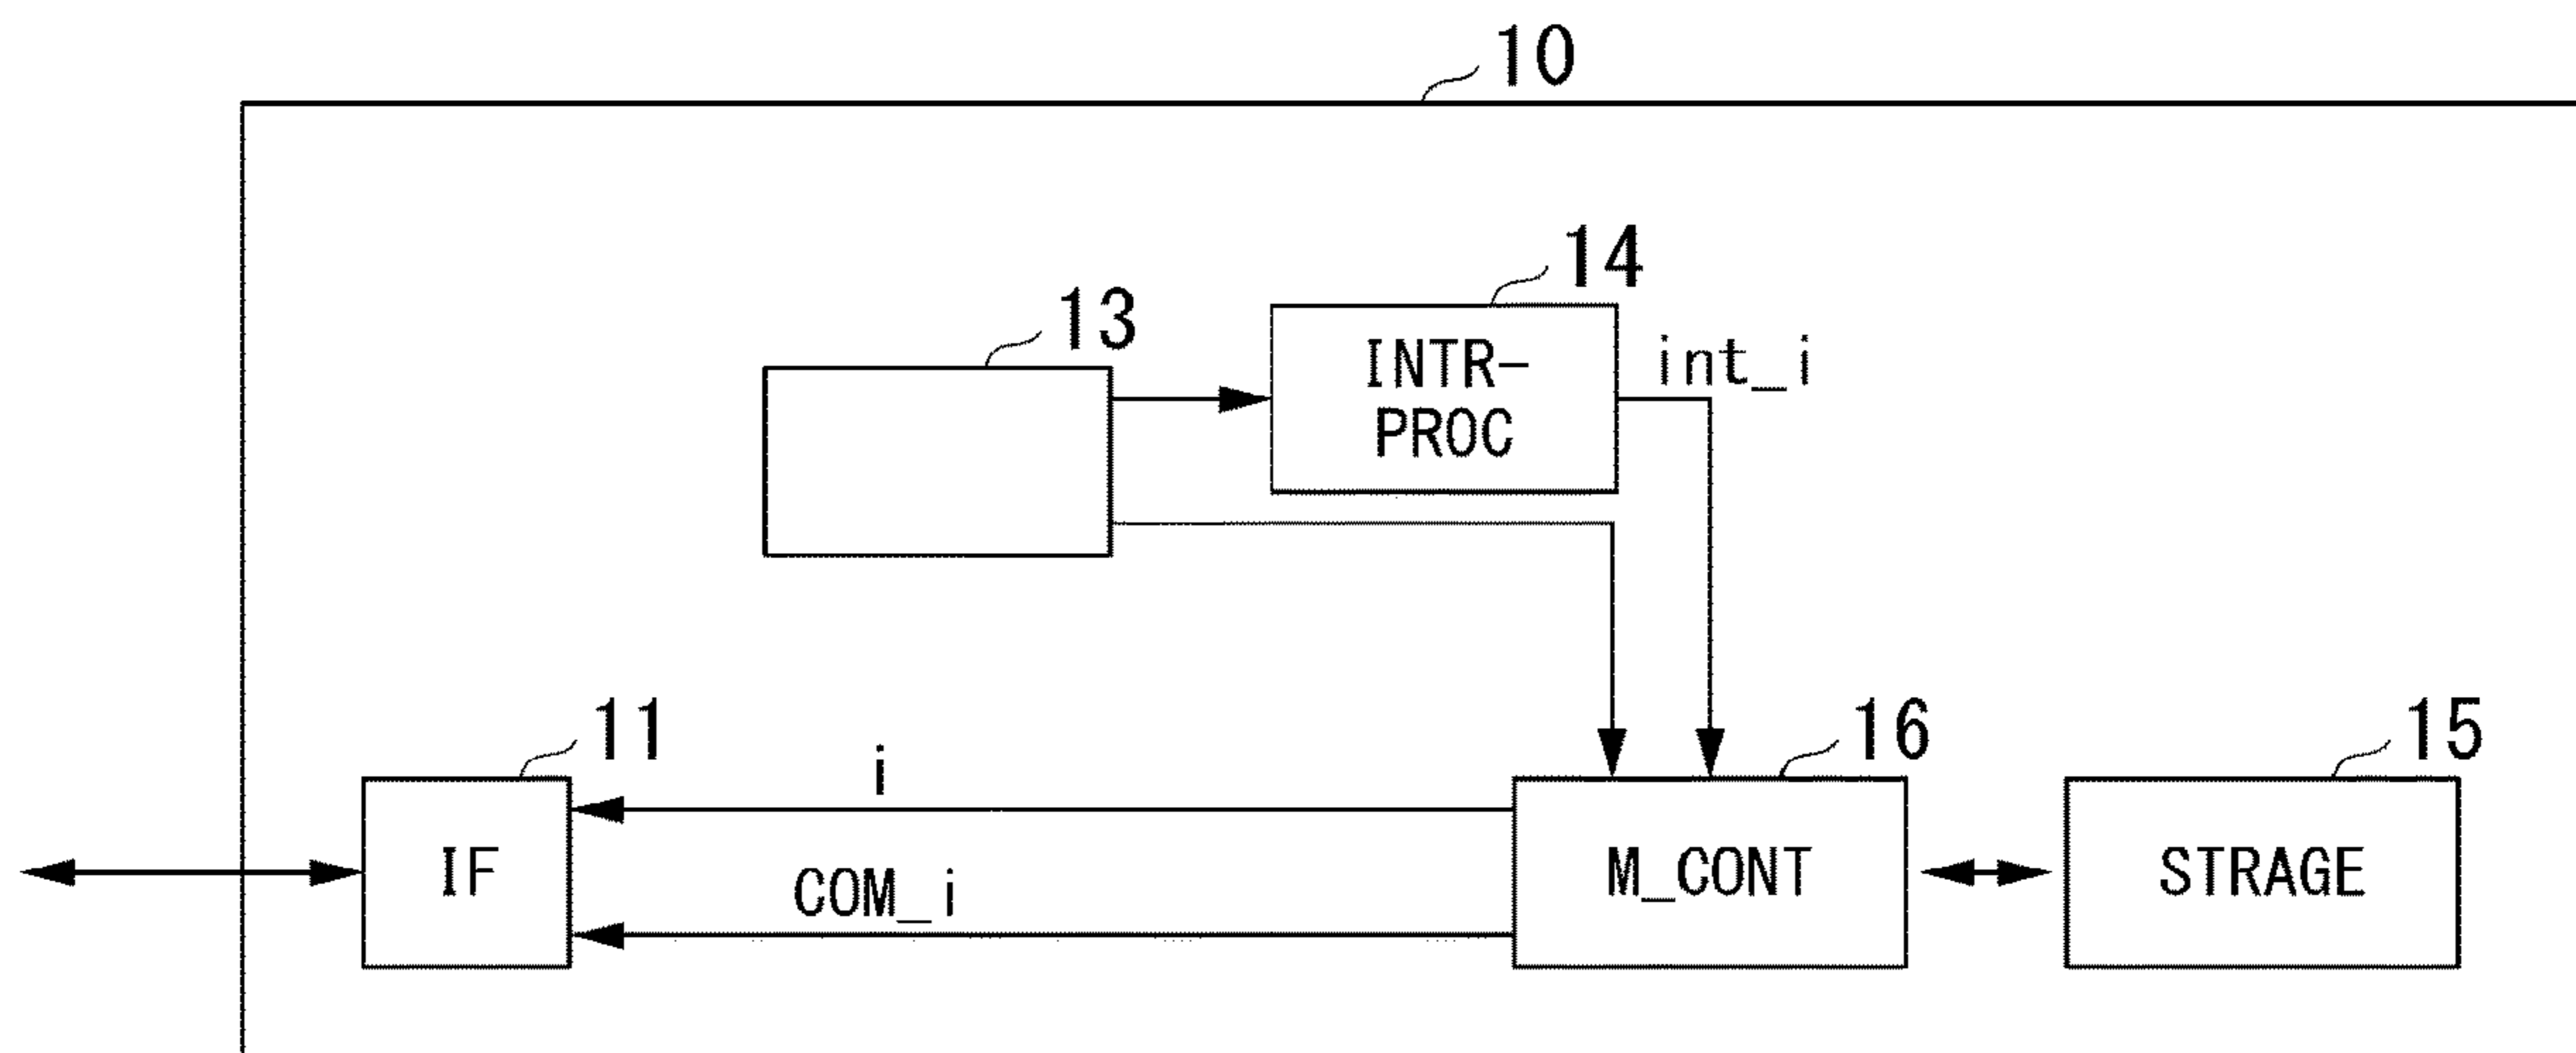 10
14
13
INTR-
PROC
int_i
11
16
15
i
IF
COM_i
M_CONT
STRAGE